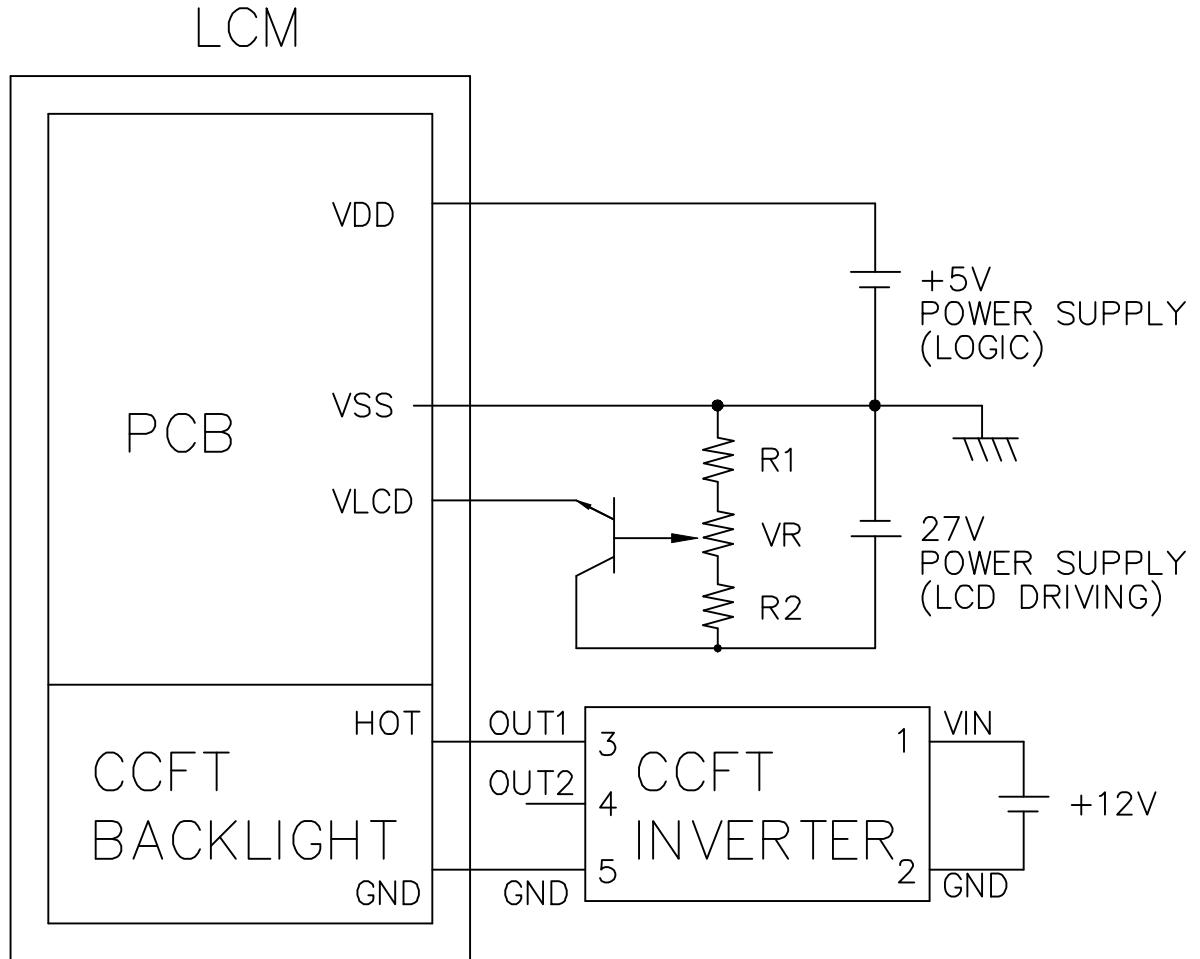 LCM
VDD
+5V
POWER SUPPLY
(LOGIC)
VSS
PCB
R1
VLCD
VR
27V
POWER SUPPLY
(LCD DRIVING)
R2
HOT
OUT1
3
1
VIN
CCFT
BACKLIGHT
OUT2
4
CCFT
INVERTER
+12V
GND
GND
5
2
GND